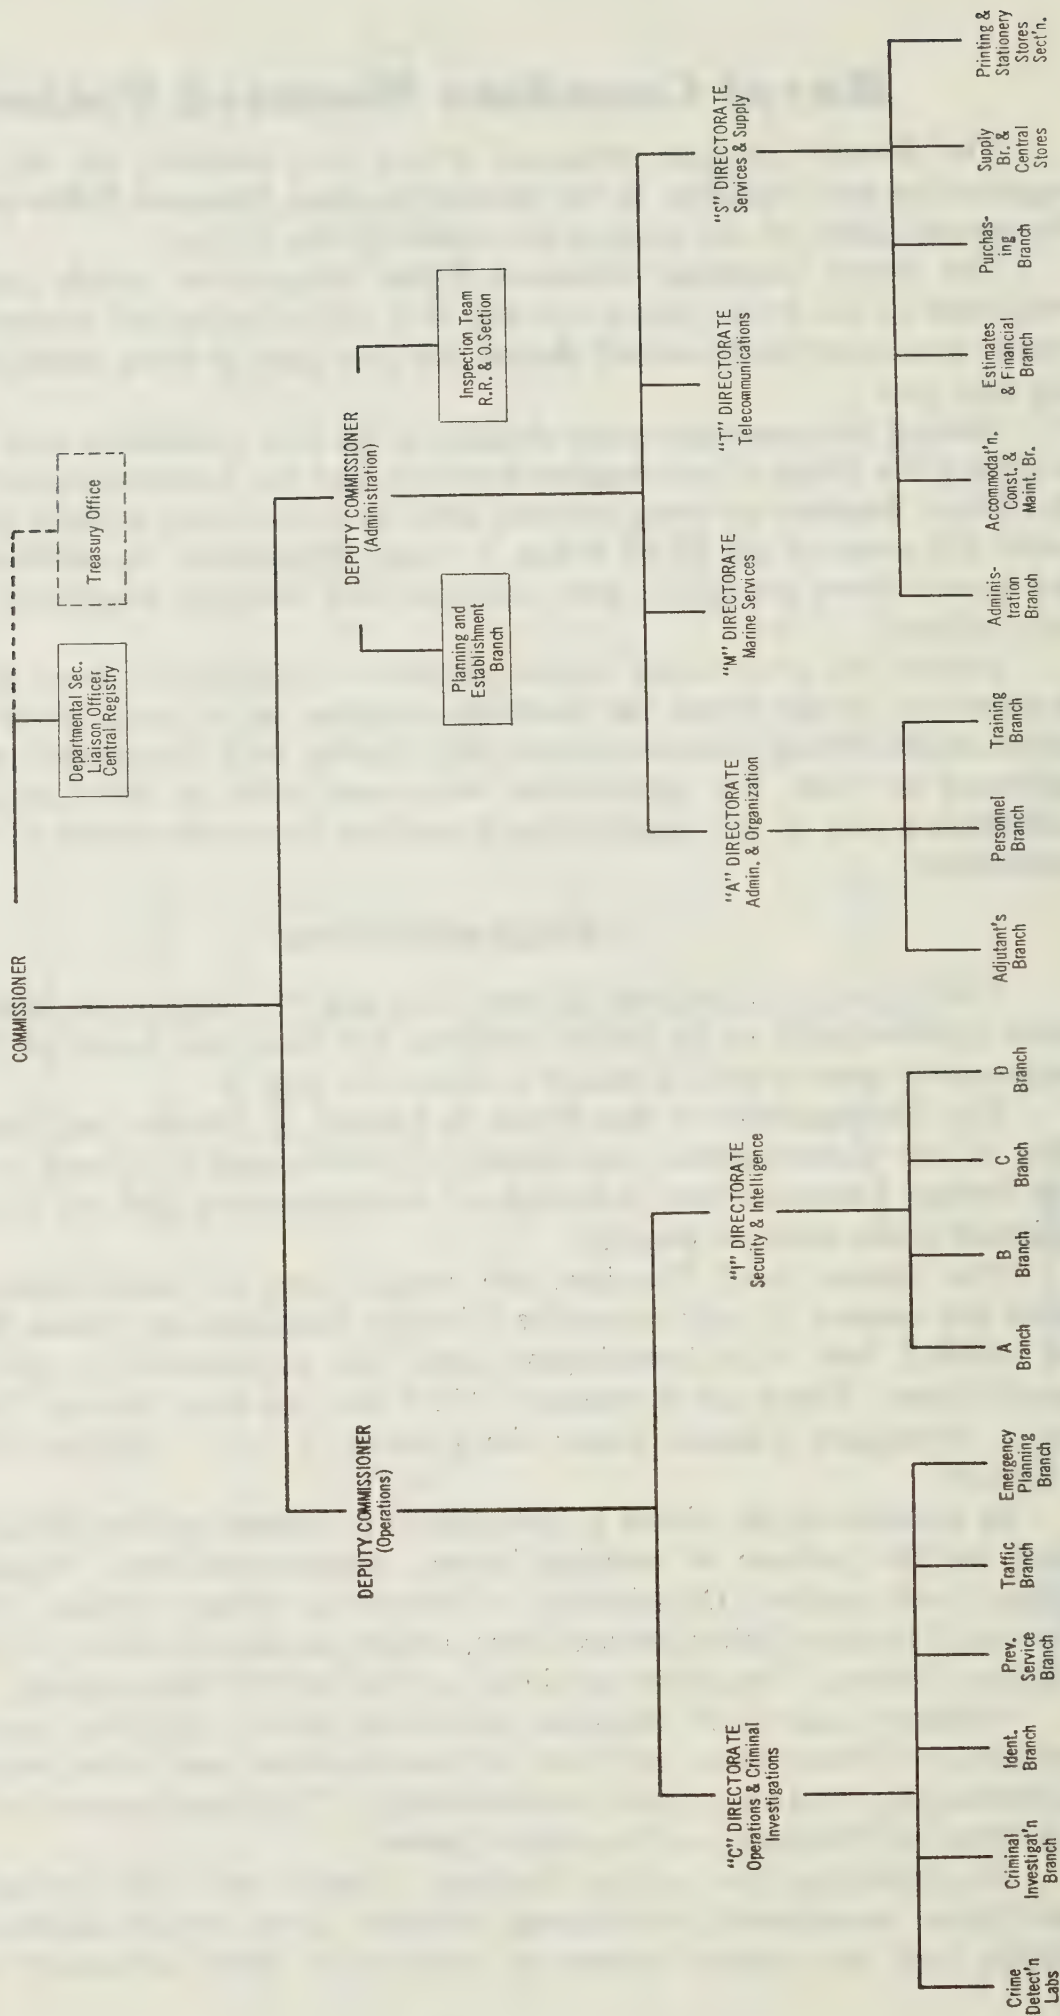 COMMISSIONER
Departmental Sec.
Liaison Officer
Central Registry
Treasury Office
DEPUTY COMMISSIONER
(Operations)
DEPUTY COMMISSIONER
(Administration)
Planning and
Establishment
Branch
Inspection Team
R.R. & O.Section
"C" DIRECTORATE
Operations & Criminal
Investigations
"I" DIRECTORATE
Security & Intelligence
"A" DIRECTORATE
Admin. & Organization
"M" DIRECTORATE
Marine Services
"T" DIRECTORATE
Telecommunications
"S" DIRECTORATE
Services & Supply
Crime
Detect'n
Labs
Criminal
Investigat'n
Branch
Ident.
Branch
Prev.
Service
Branch
Traffic
Branch
Emergency
Planning
Branch
A
Branch
B
Branch
C
Branch
D
Branch
Adjutant's
Branch
Personnel
Branch
Training
Branch
Adminis-
tration
Branch
Accommodat'n.
Const. &
Maint. Br.
Estimates
& Financial
Branch
Purchas-
ing
Branch
Supply
Br. &
Central
Stores
Printing &
Stationery
Stores
Sect'n.